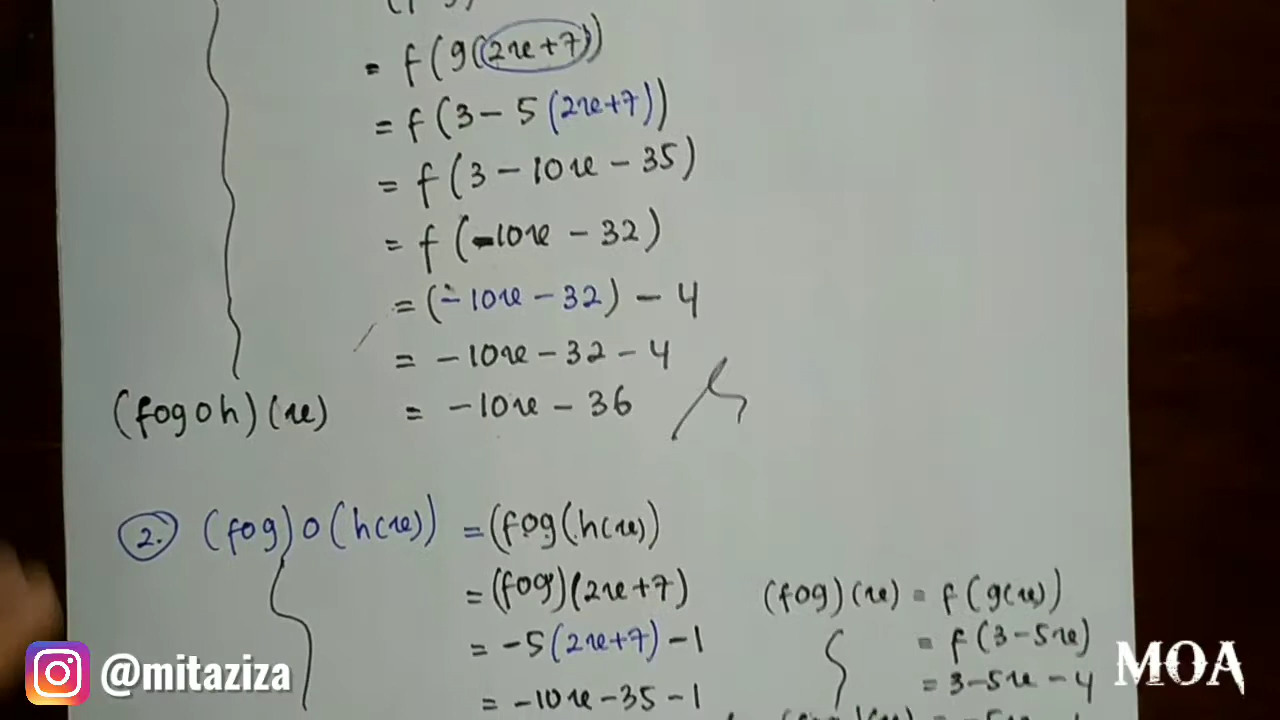 = f(g(2x+7))
= f(3-5(2x+7))
= f(3-10x-35)
= f(-10x-32)
= (-10x-32)-4
= -10x-32-4
(fogoh)(x) = -10x-36
2. (fog)o(h(x)) = (fog(h(x))
= (fog)(2x+7)
= -5(2x+7)-1
= -10x-35-1
(fog)(x) = f(g(x))
= f(3-5x)
= 3-5x-4
@mitaziza
MOA